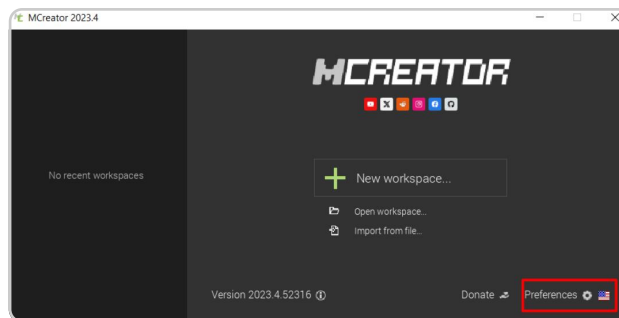 MCreator 2023.4
MCREATOR
No recent workspaces
New workspace...
Open workspace...
Import from file...
Version 2023.4.52316
Donate
Preferences